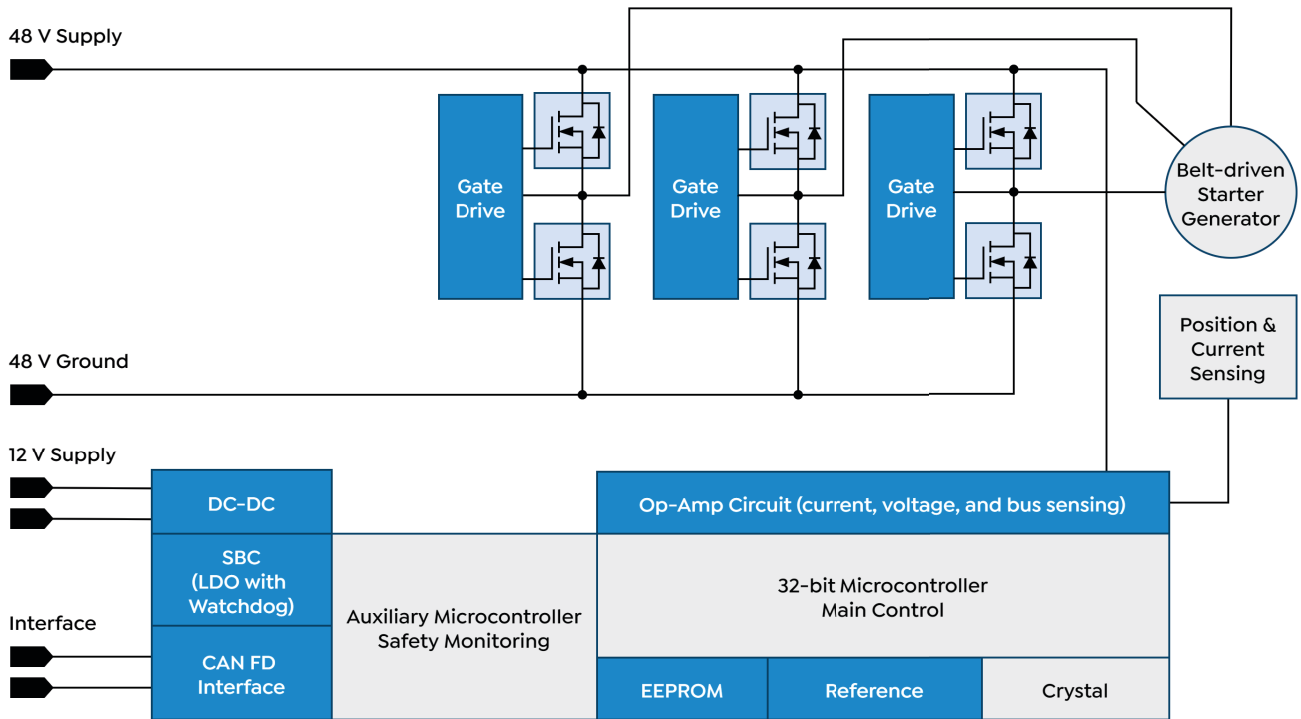 48 V Supply
Gate
Drive
Gate
Drive
Gate
Drive
Belt-driven
Starter
Generator
Position &
Current
Sensing
48 V Ground
12 V Supply
DC-DC
Op-Amp Circuit (current, voltage, and bus sensing)
SBC
(LDO with
Watchdog)
Auxiliary Microcontroller
Safety Monitoring
32-bit Microcontroller
Main Control
Interface
CAN FD
Interface
EEPROM
Reference
Crystal